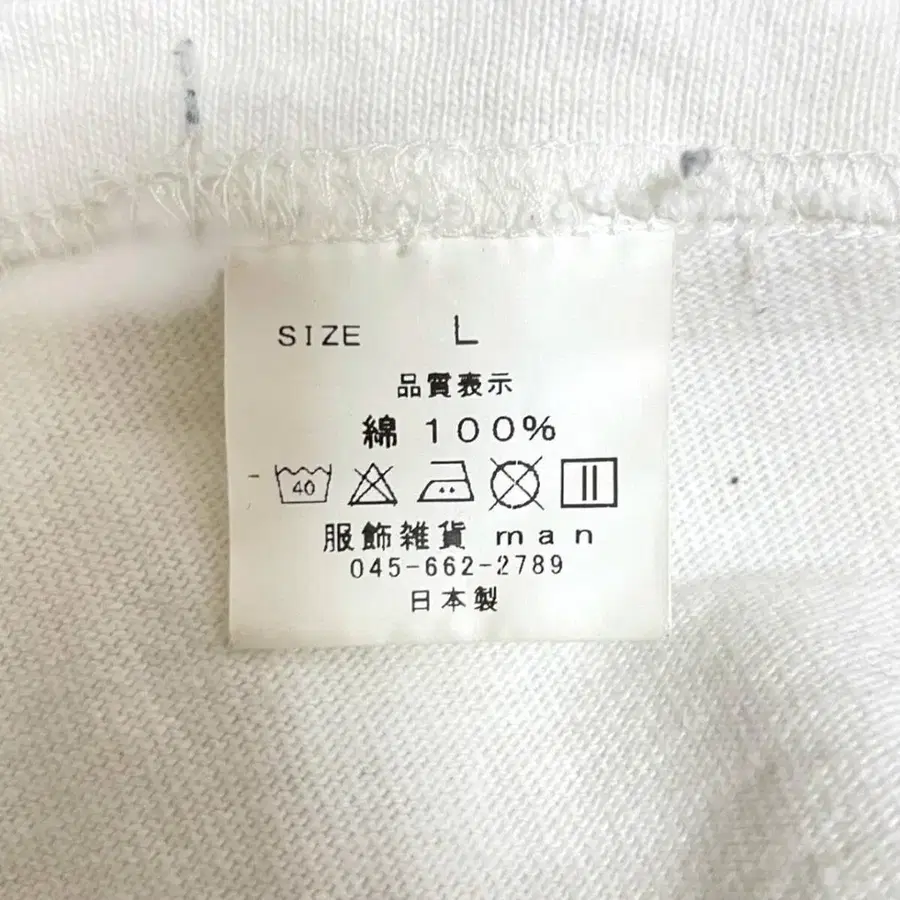 SIZE L
品質表示
綿 100%
40
服飾雑貨 man
045-662-2789
日本製